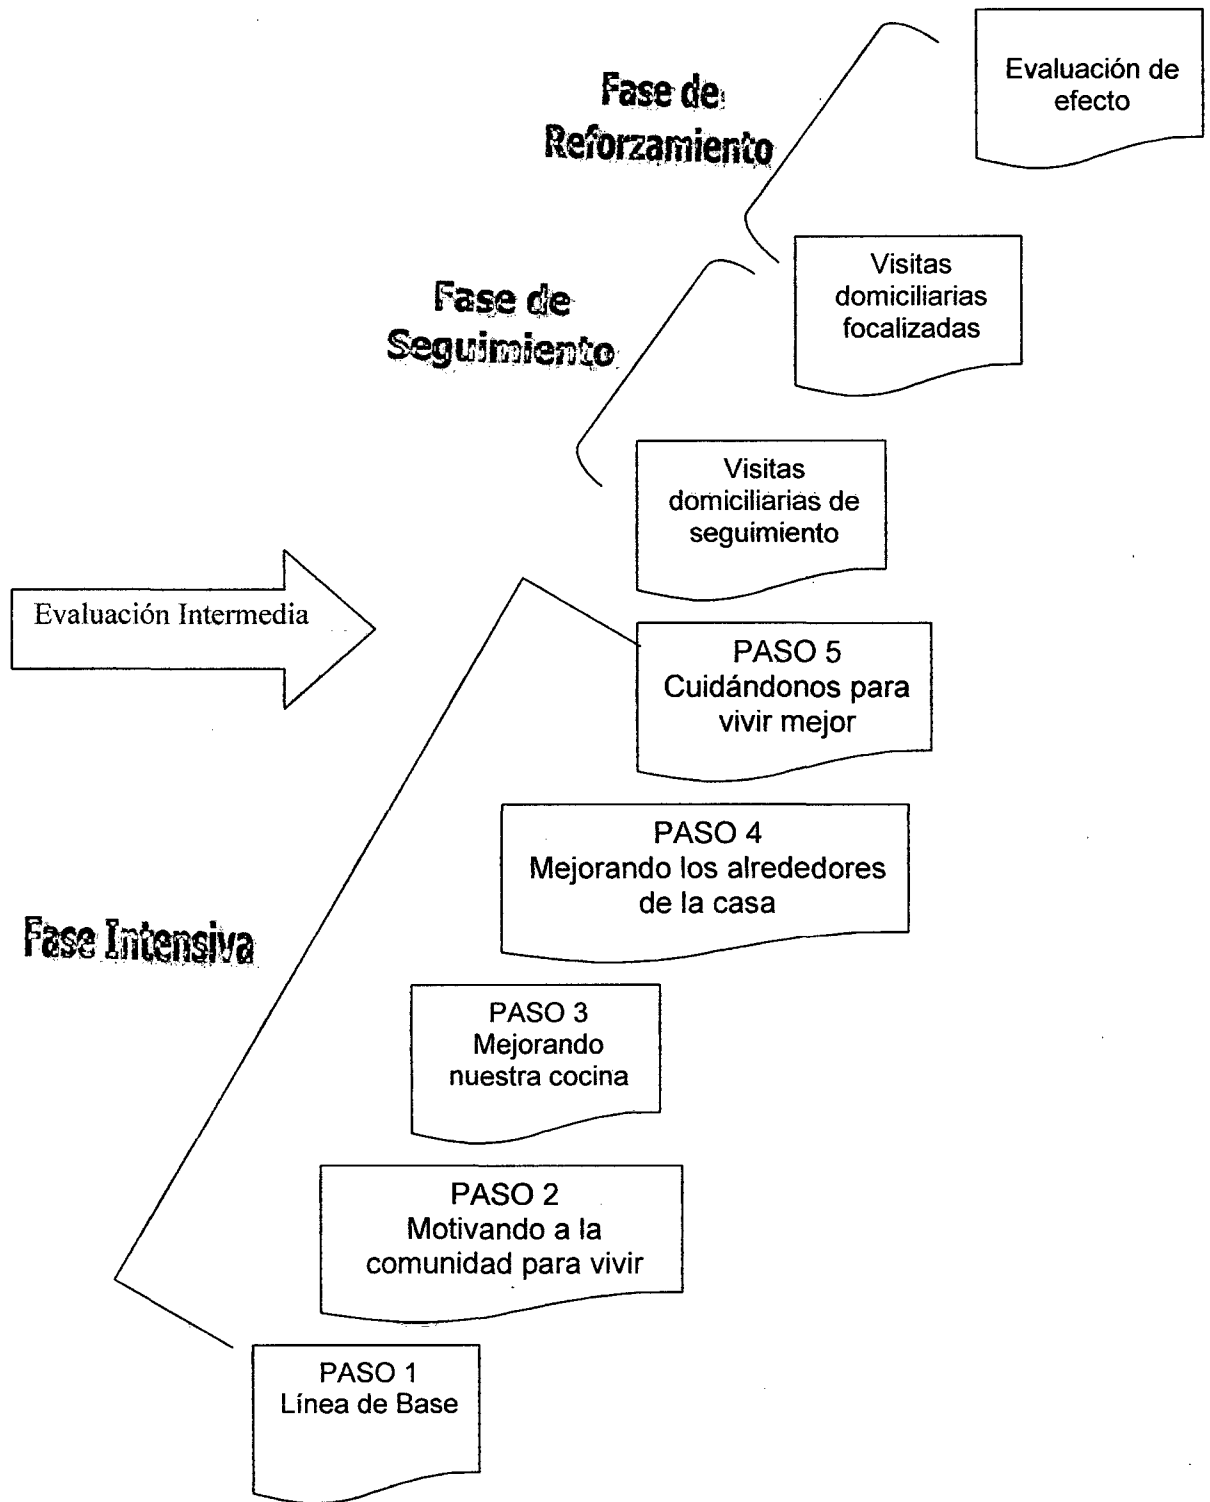 Evaluación de
efecto
Fase de
Reforzamiento
Visitas
domiciliarias
focalizadas
Fase de
Seguimiento
Visitas
domiciliarias de
seguimiento
Evaluación Intermedia
PASO 5
Cuidándonos para
vivir mejor
PASO 4
Mejorando los alrededores
de la casa
Fase Intensiva
PASO 3
Mejorando
nuestra cocina
PASO 2
Motivando a la
comunidad para vivir
PASO 1
Línea de Base